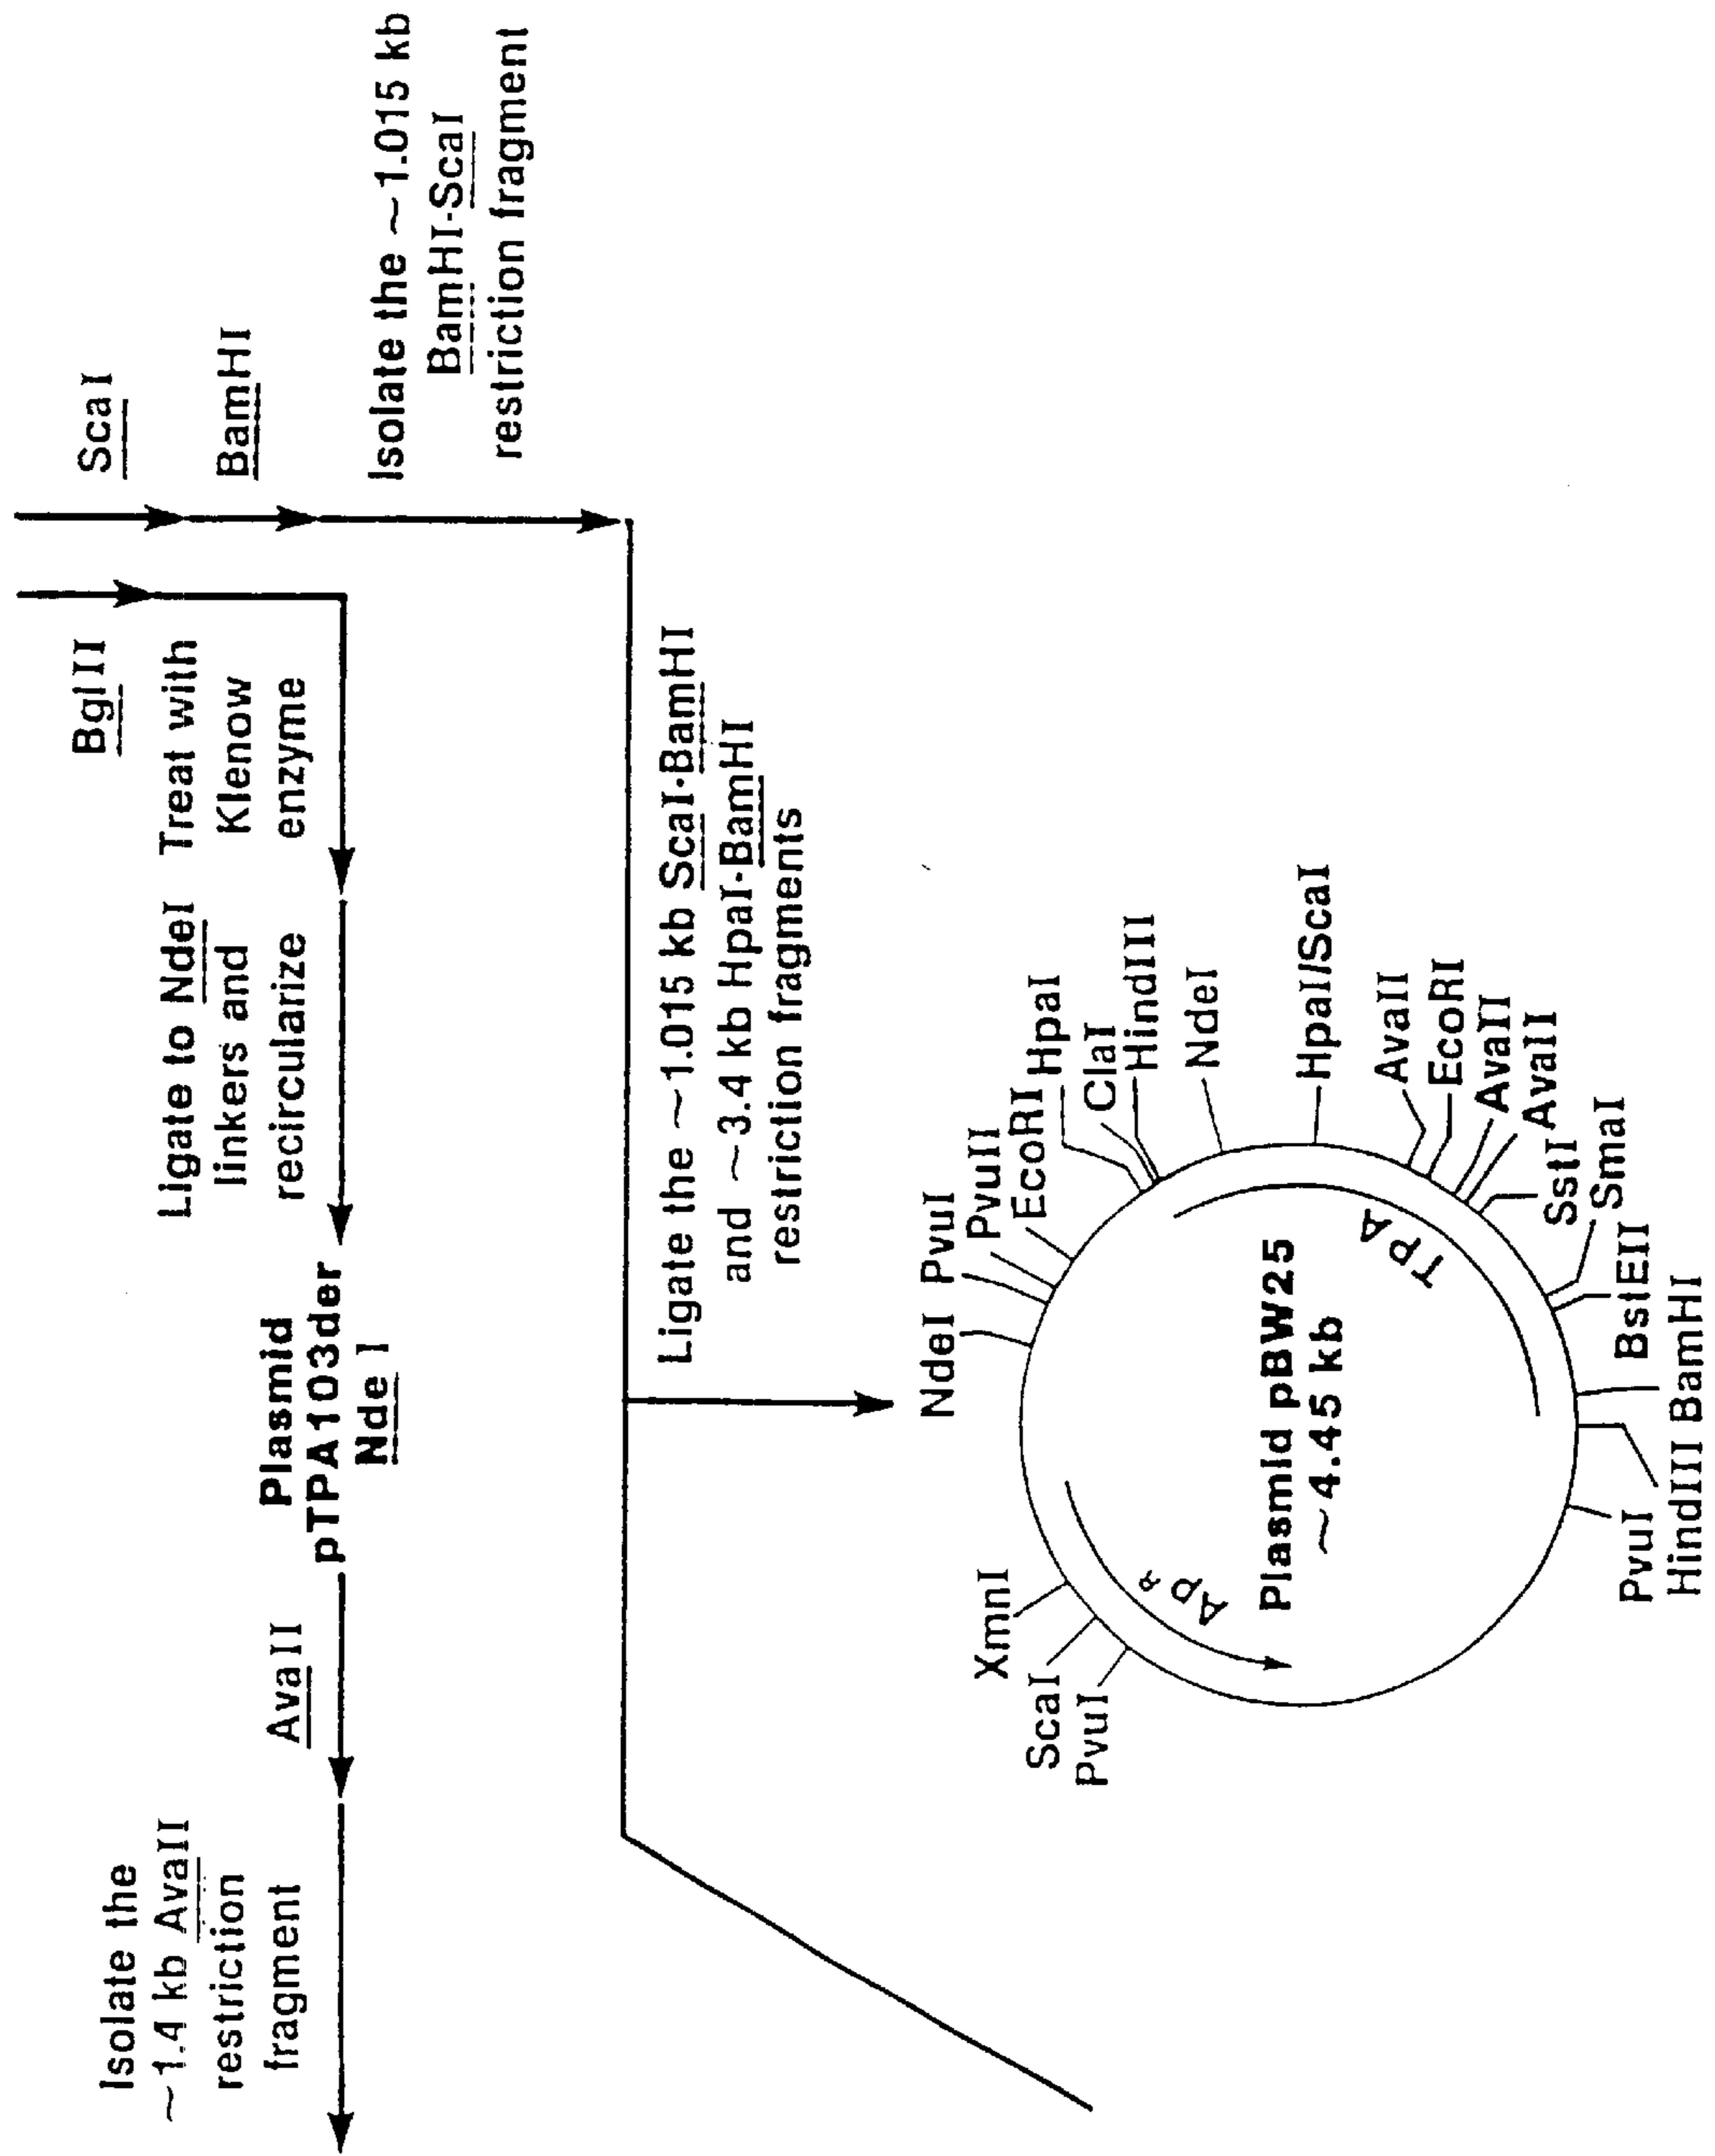 ScaI
BamHI
Isolate the ~1.015 kb
BamHI-ScaI
restriction fragment
BglII
Treat with
Klenow
enzyme
Ligate to NdeI
linkers and
recircularize
Plasmid
pTPA103der
NdeI
AvaII
Isolate the
~1.4 kb AvaII
restriction
fragment
Ligate the ~1.015 kb ScaI-BamHI
and ~3.4 kb HpaI-BamHI
restriction fragments
XmnI
ScaI
PvuI
NdeI
PvuI
PvuII
EcoRI
HpaI
ClaI
HindIII
NdeI
HpaI/ScaI
AvaII
EcoRI
AvaII
AvaII
SstI
SmaI
BstEII
BamHI
HindIII
PvuI
ApR
TPA
Plasmid pBW25
~4.45 kb